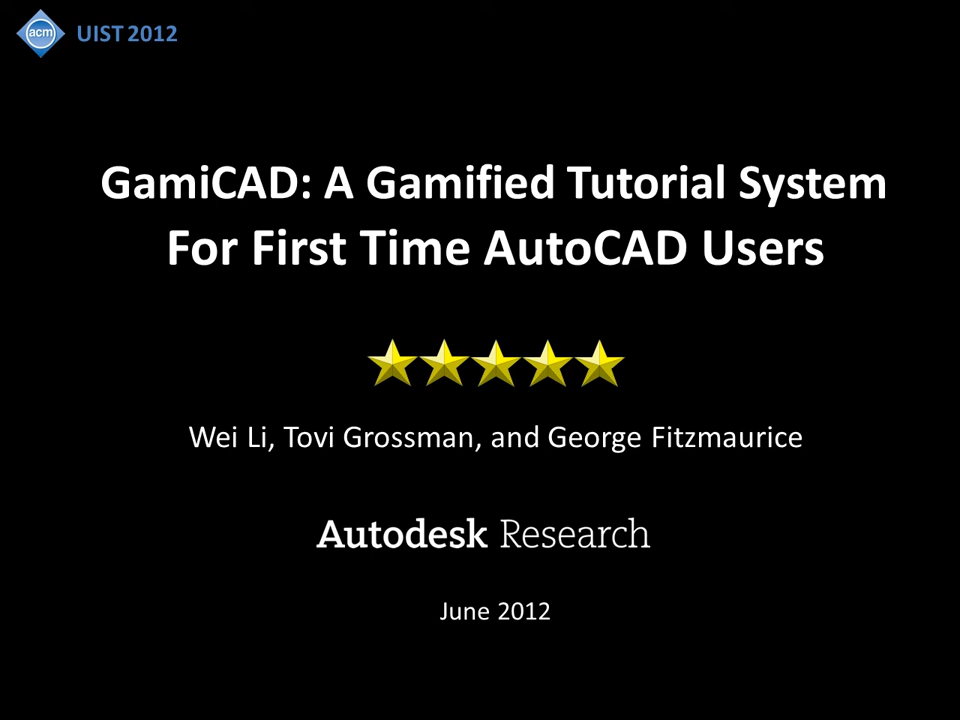 acm UIST 2012
GamiCAD: A Gamified Tutorial System
For First Time AutoCAD Users
Wei Li, Tovi Grossman, and George Fitzmaurice
Autodesk Research
June 2012